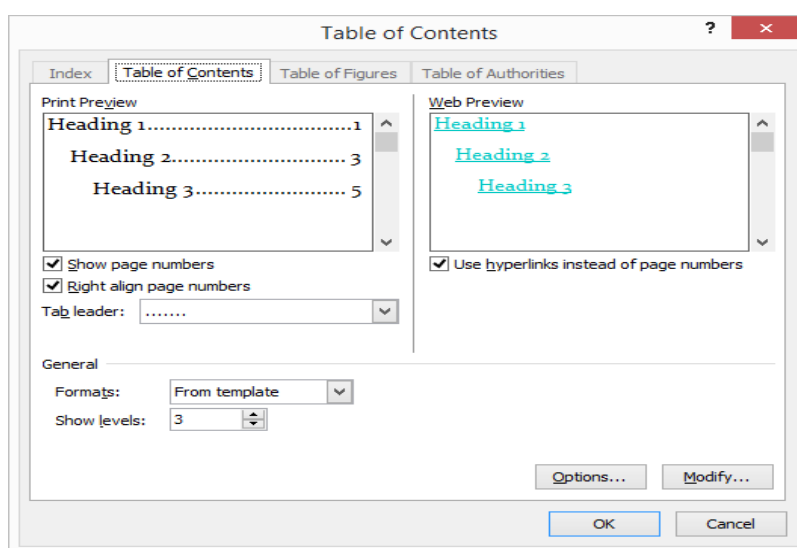 Table of Contents
?
Index Table of Contents Table of Figures Table of Authorities
Print Preview
Heading 1................................1
Heading 2........................... 3
Heading 3....................... 5
Show page numbers
Right align page numbers
Tab leader: .......
Web Preview
Heading 1
Heading 2
Heading 3
Use hyperlinks instead of page numbers
General
Formats: From template
Show levels: 3
Options... Modify...
OK Cancel